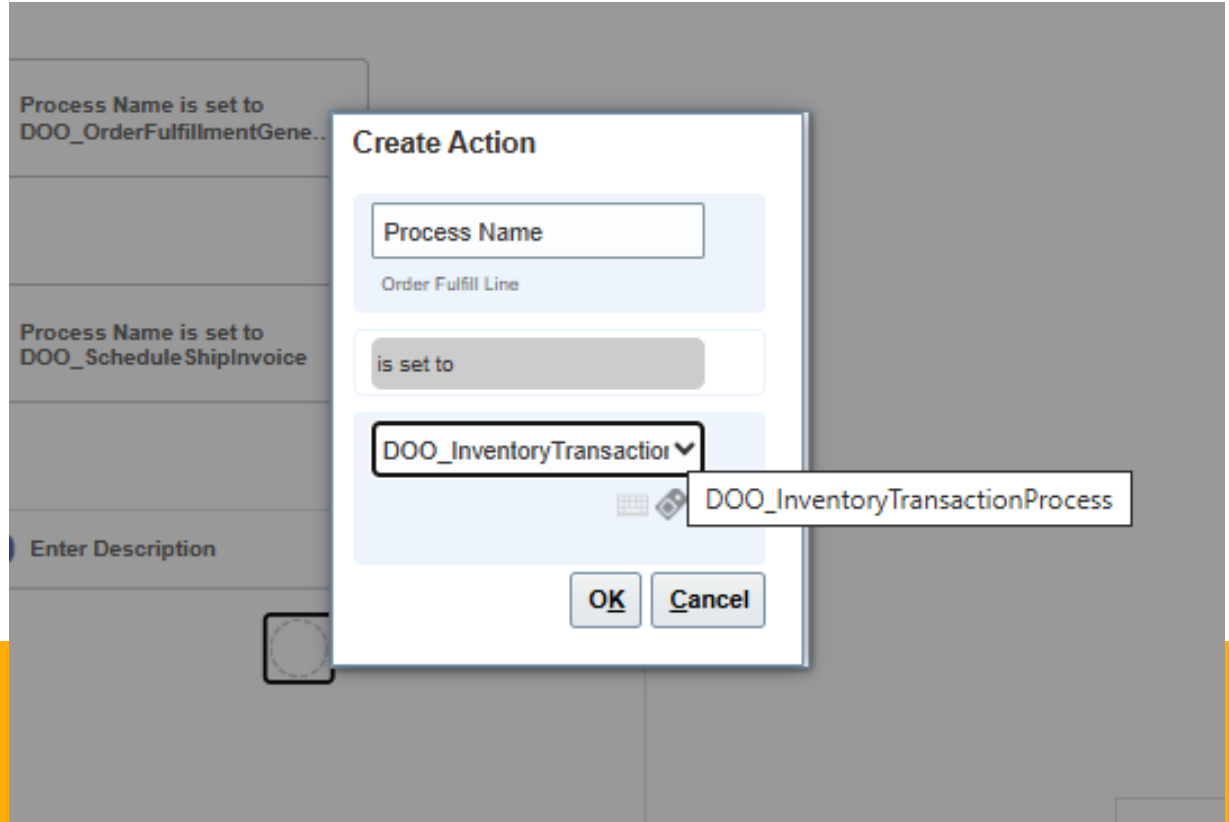 Process Name is set to
DOO_OrderFulfillmentGene..
Create Action
Process Name
Order Fulfill Line
Process Name is set to
DOO_ScheduleShipInvoice
is set to
DOO_InventoryTransaction
DOO_InventoryTransactionProcess
Enter Description
OK
Cancel